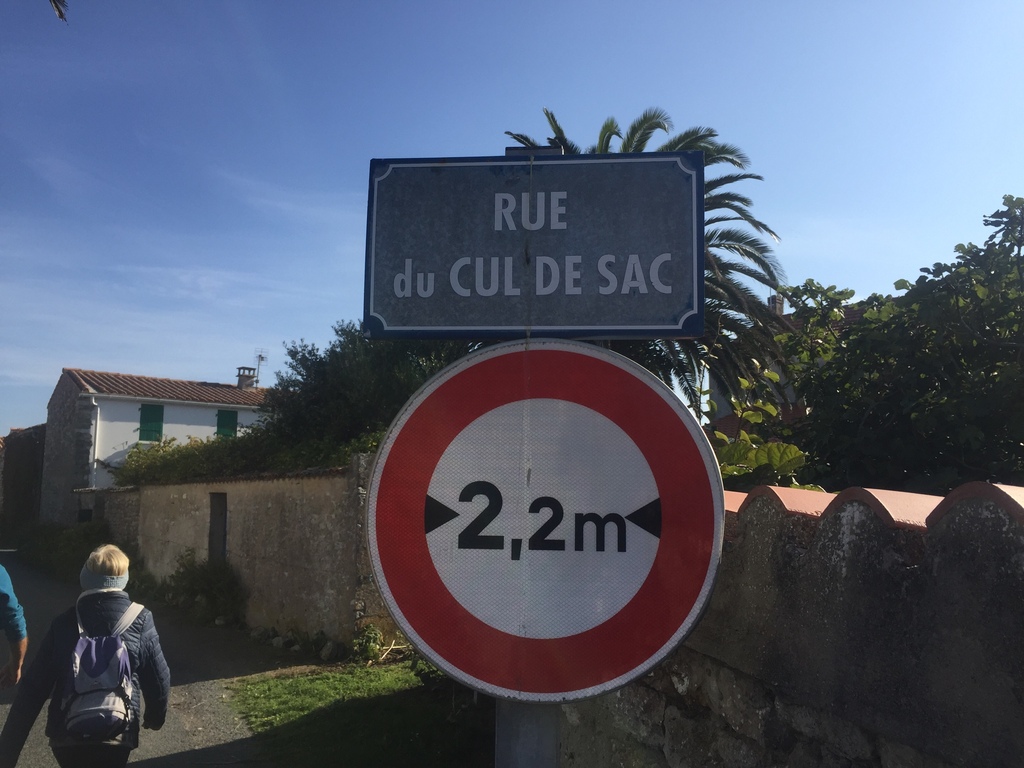 RUE
du CUL DE SAC
2,2m